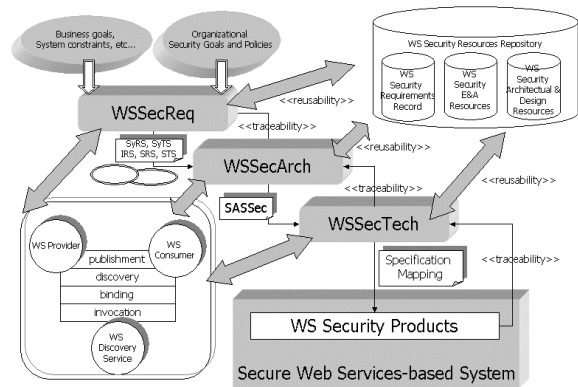 Business goals,
System constraints, etc...
Organizational
Security Goals and Policies
WS Security Resources Repository
WS
Security
Requirements
Record
WS
Security
E&A
Resources
WS
Security
Architectual &
Design
Resources
WSSecReq
<<reusability>>
<<traceability>>
SyRS, SyTS
IRS, SRS, STS
WSSecArch
<<reusability>>
<<traceability>>
<<reusability>>
SASSec
WSSecTech
WS Provider
WS
Consumer
publishment
discovery
binding
invocation
WS
Discovery
Service
Specification
Mapping
<<traceability>>
WS Security Products
Secure Web Services-based System